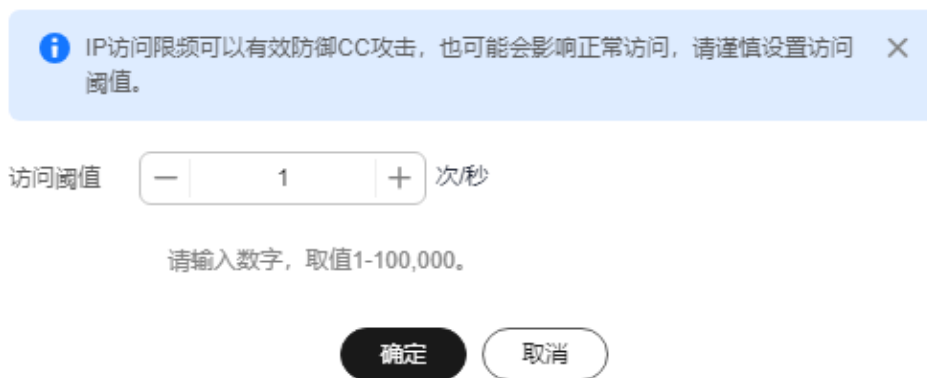 IP访问限频可以有效防御CC攻击，也可能会影响正常访问，请谨慎设置访问
阈值。
访问阈值 1 次/秒
请输入数字，取值1-100,000。
确定 取消